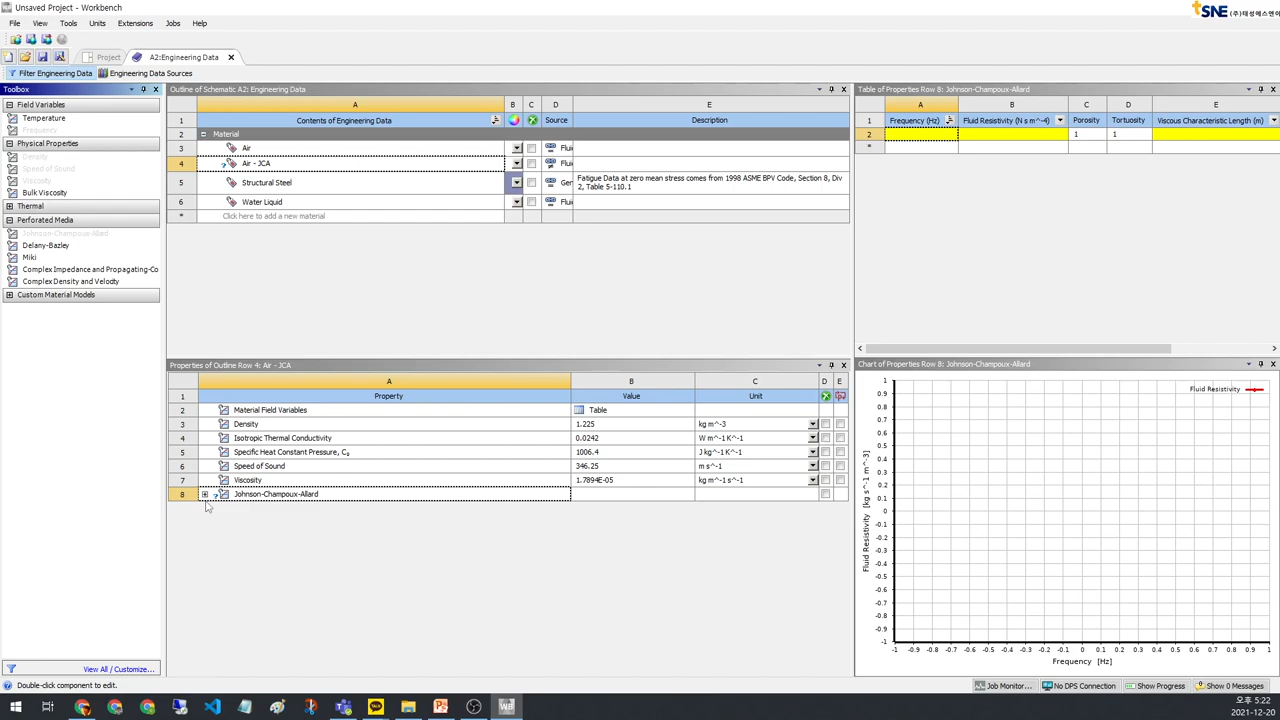 Unsaved Project - Workbench
TSNE (주)태성에스엔이
File View Tools Units Extensions Jobs Help
Project A2:Engineering Data
Filter Engineering Data Engineering Data Sources
Toolbox
Field Variables
Temperature
Frequency
Physical Properties
Density
Speed of Sound
Viscosity
Bulk Viscosity
Thermal
Perforated Media
Johnson-Champoux-Allard
Delany-Bazley
Miki
Complex Impedance and Propagating-Co
Complex Density and Velodty
Custom Material Models
View All / Customize...
Outline of Schematic A2: Engineering Data
A B C D E
1 Contents of Engineering Data Source Description
2 Material
3 Air Fluid
4 Air - JCA Fluid
5 Structural Steel Gen Fatigue Data at zero mean stress comes from 1998 ASME BPV Code, Section 8, Div
2, Table 5-110.1
6 Water Liquid Fluid
* Click here to add a new material
Properties of Outline Row 4: Air - JCA
A B C D E
1 Property Value Unit
2 Material Field Variables Table
3 Density 1.225 kg m^-3
4 Isotropic Thermal Conductivity 0.0242 W m^-1 K^-1
5 Specific Heat Constant Pressure, Cₚ 1006.4 J kg^-1 K^-1
6 Speed of Sound 346.25 m s^-1
7 Viscosity 1.7894E-05 kg m^-1 s^-1
8 Johnson-Champoux-Allard
Table of Properties Row 8: Johnson-Champoux-Allard
A B C D E
1 Frequency (Hz) Fluid Resistivity (N s m^-4) Porosity Tortuosity Viscous Characteristic Length (m)
2 1 1
*
Chart of Properties Row 8: Johnson-Champoux-Allard
Fluid Resistivity
Fluid Resistivity [kg s^-1 m^-3]
1
0.9
0.8
0.7
0.6
0.5
0.4
0.3
0.2
0.1
0
-0.1
-0.2
-0.3
-0.4
-0.5
-0.6
-0.7
-0.8
-0.9
-1
-1 -0.9 -0.8 -0.7 -0.6 -0.5 -0.4 -0.3 -0.2 -0.1 0 0.1 0.2 0.3 0.4 0.5 0.6 0.7 0.8 0.9 1
Frequency [Hz]
Double-click component to edit.
Job Monitor... No DPS Connection Show Progress Show 0 Messages
오후 5:22
2021-12-20